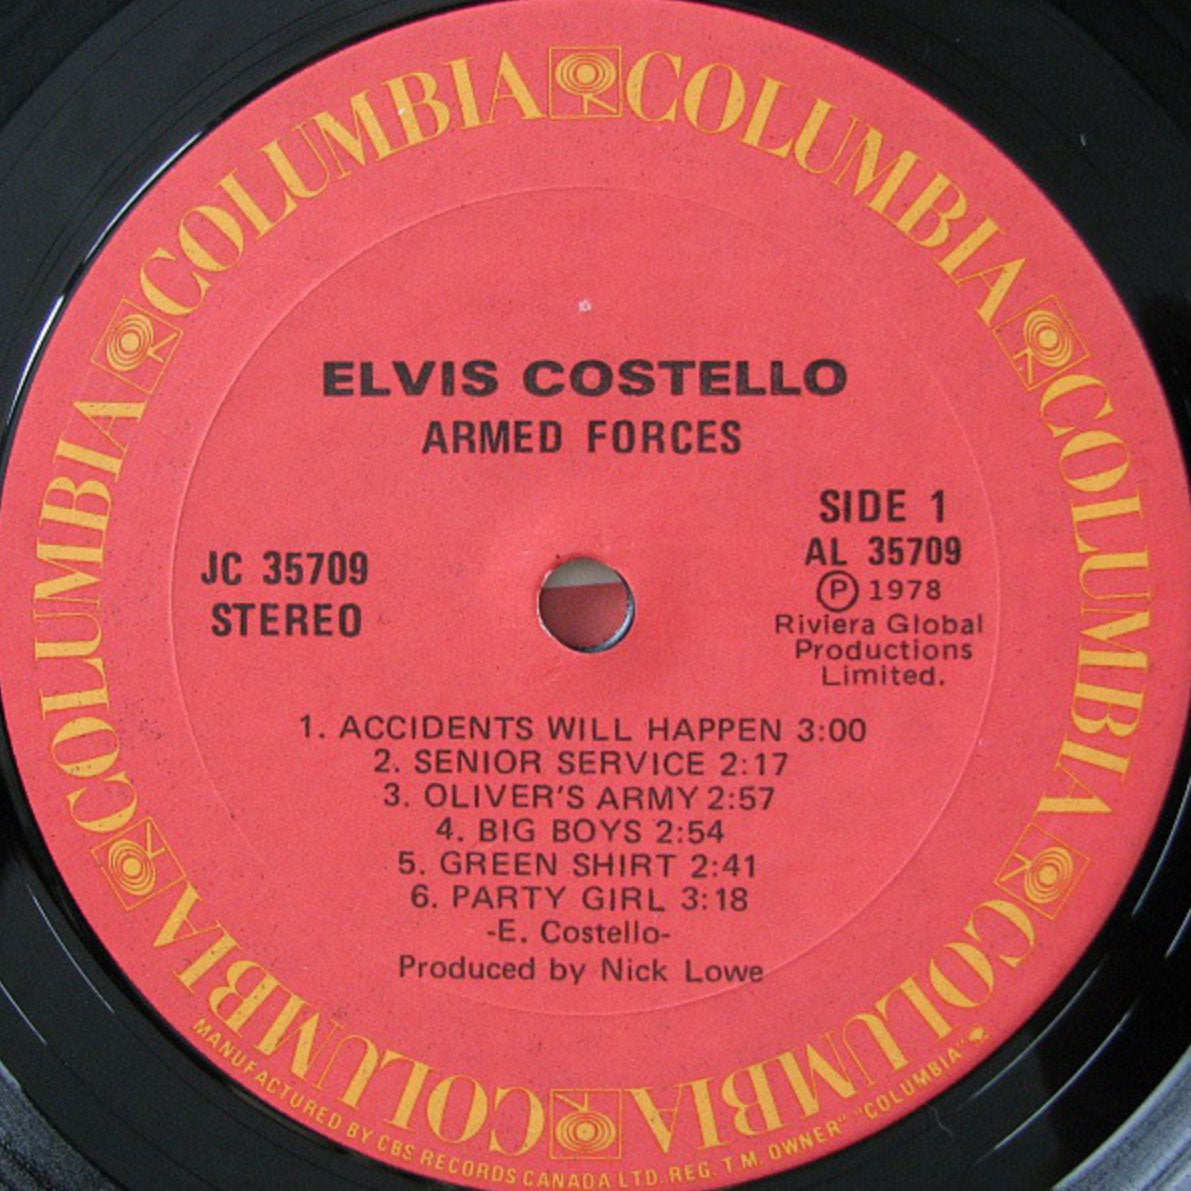 COLUMBIA COLUMBIA COLUMBIA COLUMBIA COLUMBIA COLUMBIA
ELVIS COSTELLO
ARMED FORCES
SIDE 1
AL 35709
Ⓟ 1978
Riviera Global
Productions
Limited.
JC 35709
STEREO
1. ACCIDENTS WILL HAPPEN 3:00
2. SENIOR SERVICE 2:17
3. OLIVER'S ARMY 2:57
4. BIG BOYS 2:54
5. GREEN SHIRT 2:41
6. PARTY GIRL 3:18
-E. Costello-
Produced by Nick Lowe
MANUFACTURED BY CBS RECORDS CANADA LTD. REG. T.M. OWNER" "COLUMBIA"